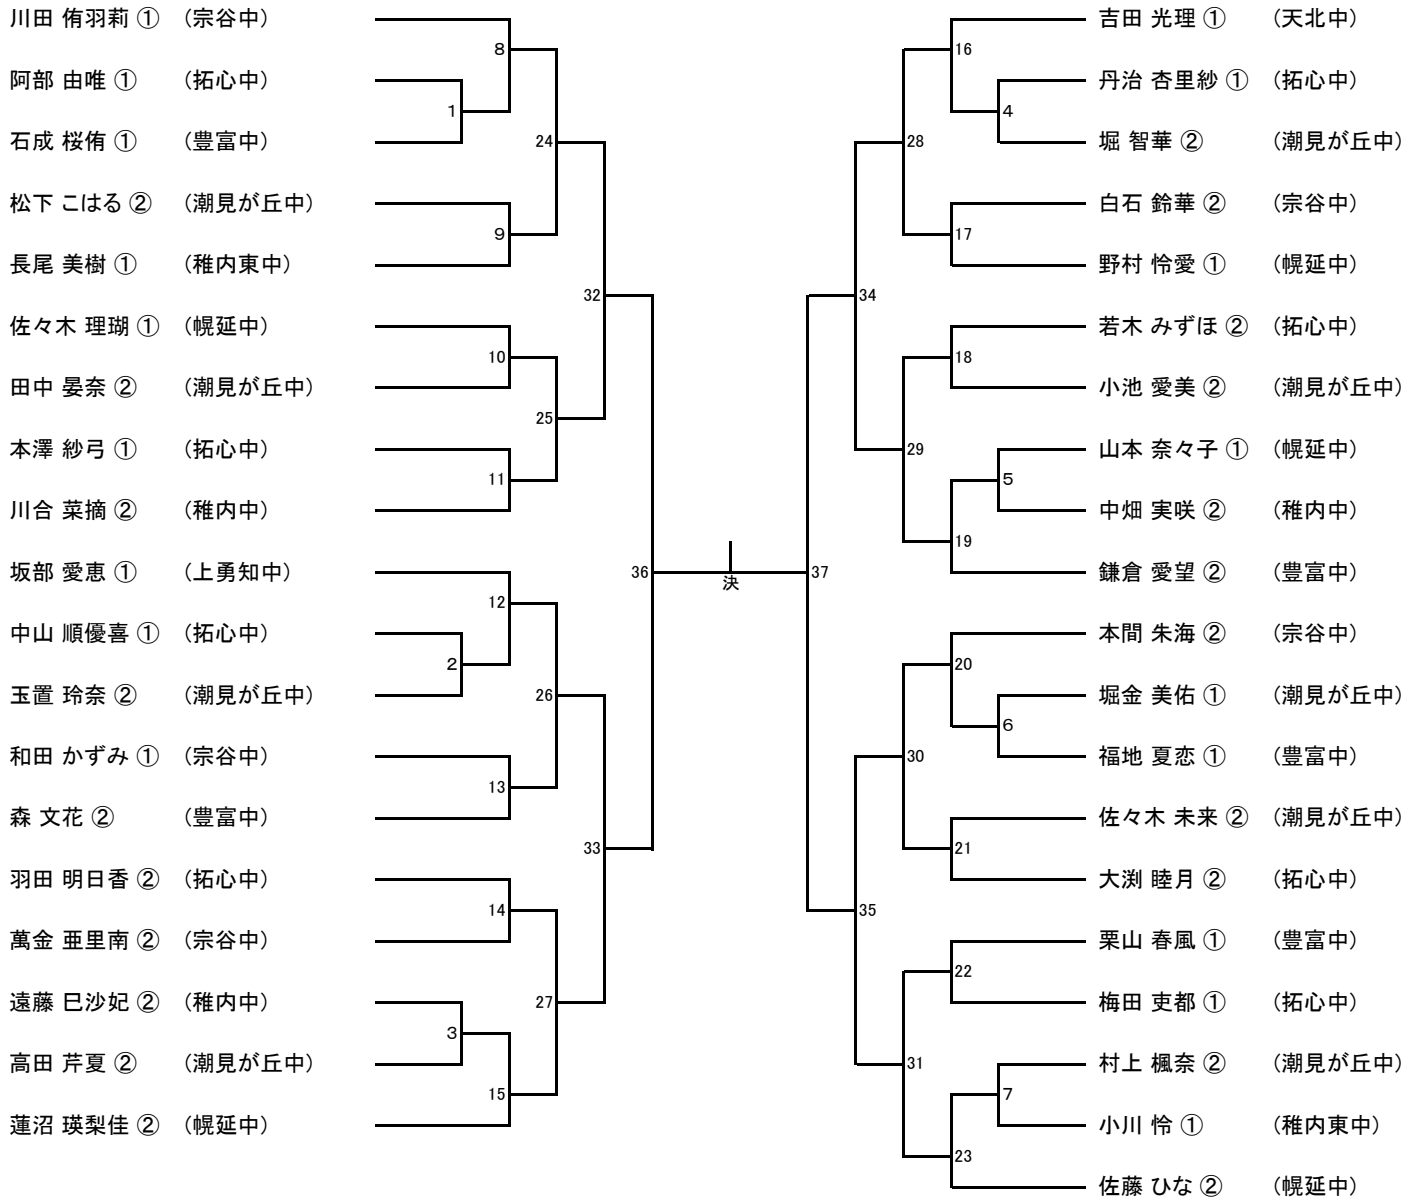 川田 侑羽莉 ① (宗谷中)
阿部 由唯 ① (拓心中)
石成 桜侑 ① (豊富中)
松下 こはる ② (潮見が丘中)
長尾 美樹 ① (稚内東中)
佐々木 理瑚 ① (幌延中)
田中 晏奈 ② (潮見が丘中)
本澤 紗弓 ① (拓心中)
川合 菜摘 ② (稚内中)
坂部 愛恵 ① (上勇知中)
中山 順優喜 ① (拓心中)
玉置 玲奈 ② (潮見が丘中)
和田 かずみ ① (宗谷中)
森 文花 ② (豊富中)
羽田 明日香 ② (拓心中)
萬金 亜里南 ② (宗谷中)
遠藤 巳沙妃 ② (稚内中)
高田 芹夏 ② (潮見が丘中)
蓮沼 瑛梨佳 ② (幌延中)
1
2
3
8
9
10
11
12
13
14
15
24
25
26
27
32
33
36
決
37
34
35
28
29
30
31
16
17
18
19
20
21
22
23
4
5
6
7
吉田 光理 ① (天北中)
丹治 杏里紗 ① (拓心中)
堀 智華 ② (潮見が丘中)
白石 鈴華 ② (宗谷中)
野村 怜愛 ① (幌延中)
若木 みずほ ② (拓心中)
小池 愛美 ② (潮見が丘中)
山本 奈々子 ① (幌延中)
中畑 実咲 ② (稚内中)
鎌倉 愛望 ② (豊富中)
本間 朱海 ② (宗谷中)
堀金 美佑 ① (潮見が丘中)
福地 夏恋 ① (豊富中)
佐々木 未来 ② (潮見が丘中)
大渕 睦月 ② (拓心中)
栗山 春風 ① (豊富中)
梅田 吏都 ① (拓心中)
村上 楓奈 ② (潮見が丘中)
小川 怜 ① (稚内東中)
佐藤 ひな ② (幌延中)